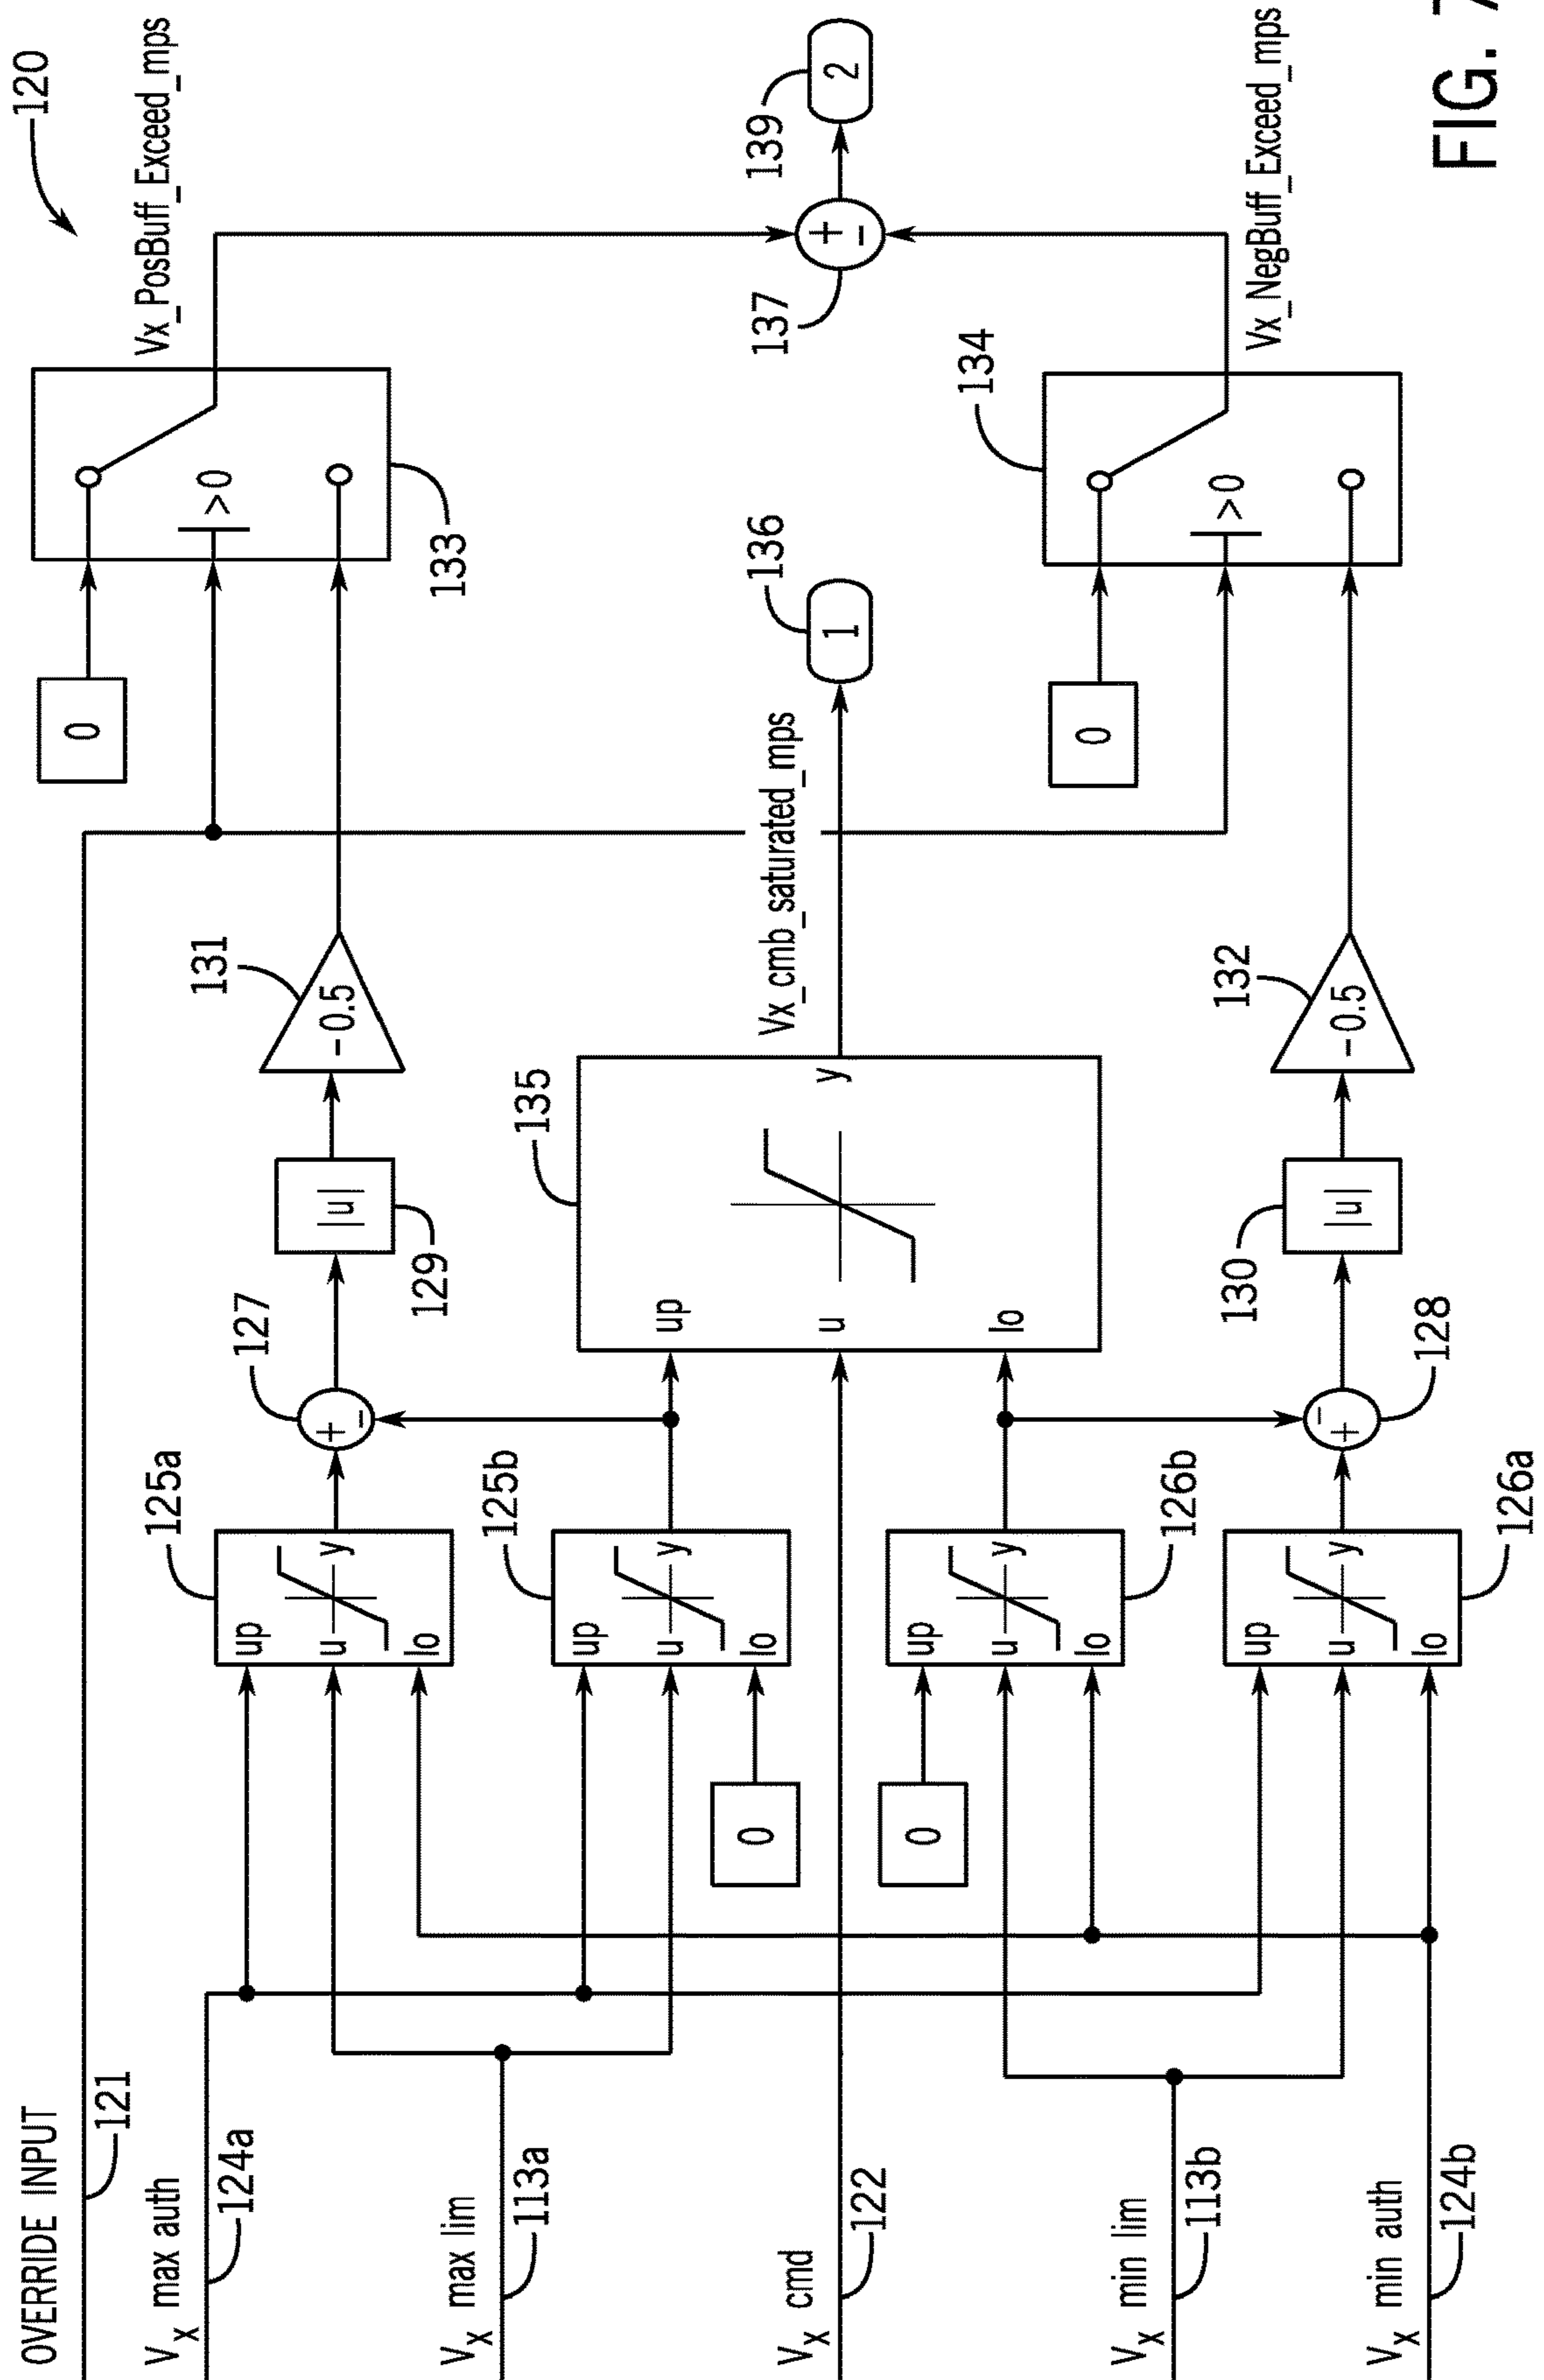 120
OVERRIDE INPUT
121
Vx max auth
124a
Vx max lim
113a
Vx cmd
122
Vx min lim
113b
Vx min auth
124b
0
0
125a
up
u
y
lo
125b
up
u
y
lo
126b
up
u
y
lo
126a
up
u
y
lo
127
+
−
128
−
+
129
|u|
130
|u|
135
up
u
y
lo
131
-0.5
132
-0.5
Vx_cmb_saturated_mps
136
1
0
>0
133
0
>0
134
Vx_PosBuff_Exceed_mps
Vx_NegBuff_Exceed_mps
137
+
−
139
2
FIG. 7